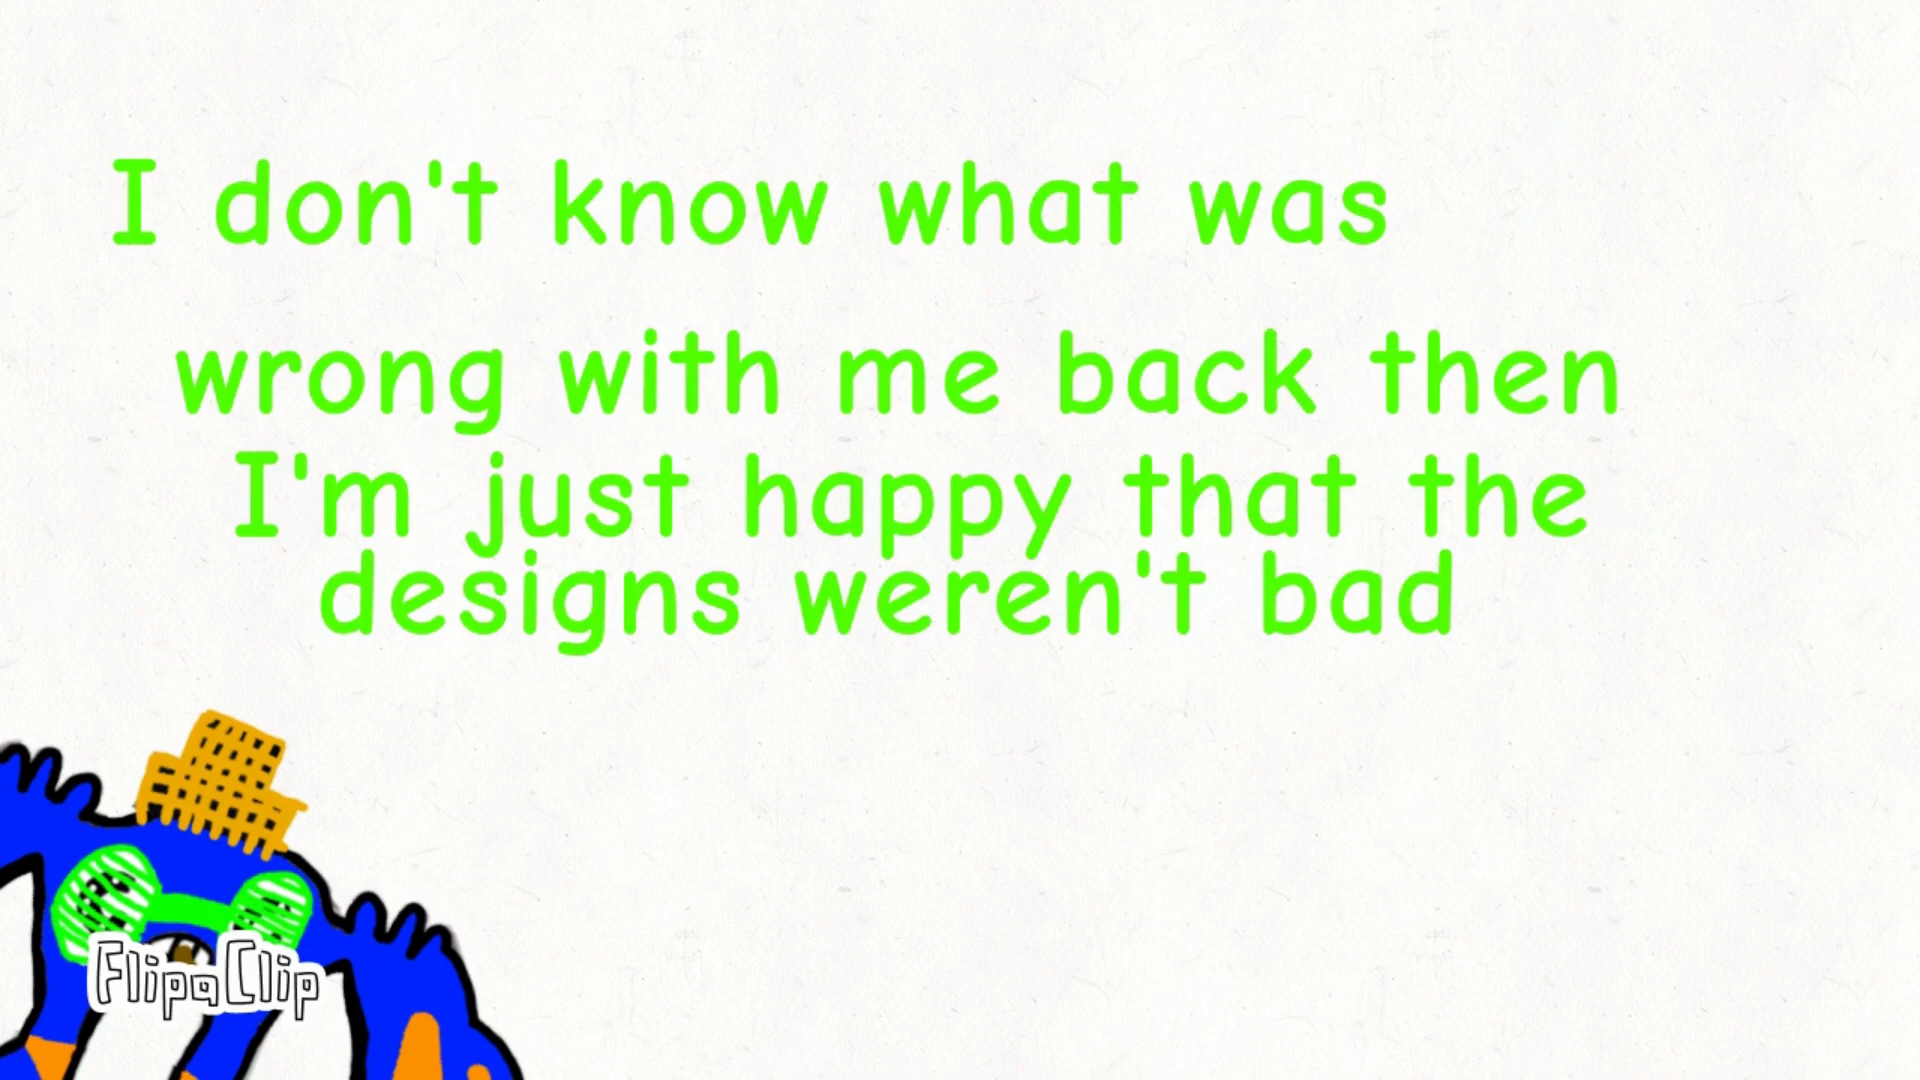 I don't know what was
wrong with me back then
I'm just happy that the
designs weren't bad
FlipaClip